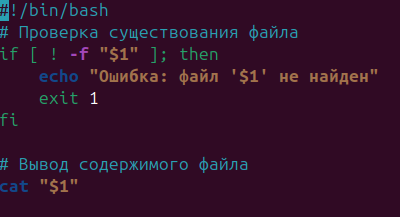 #!/bin/bash
# Проверка существования файла
if [ ! -f "$1" ]; then
    echo "Ошибка: файл '$1' не найден"
    exit 1
fi

# Вывод содержимого файла
cat "$1"